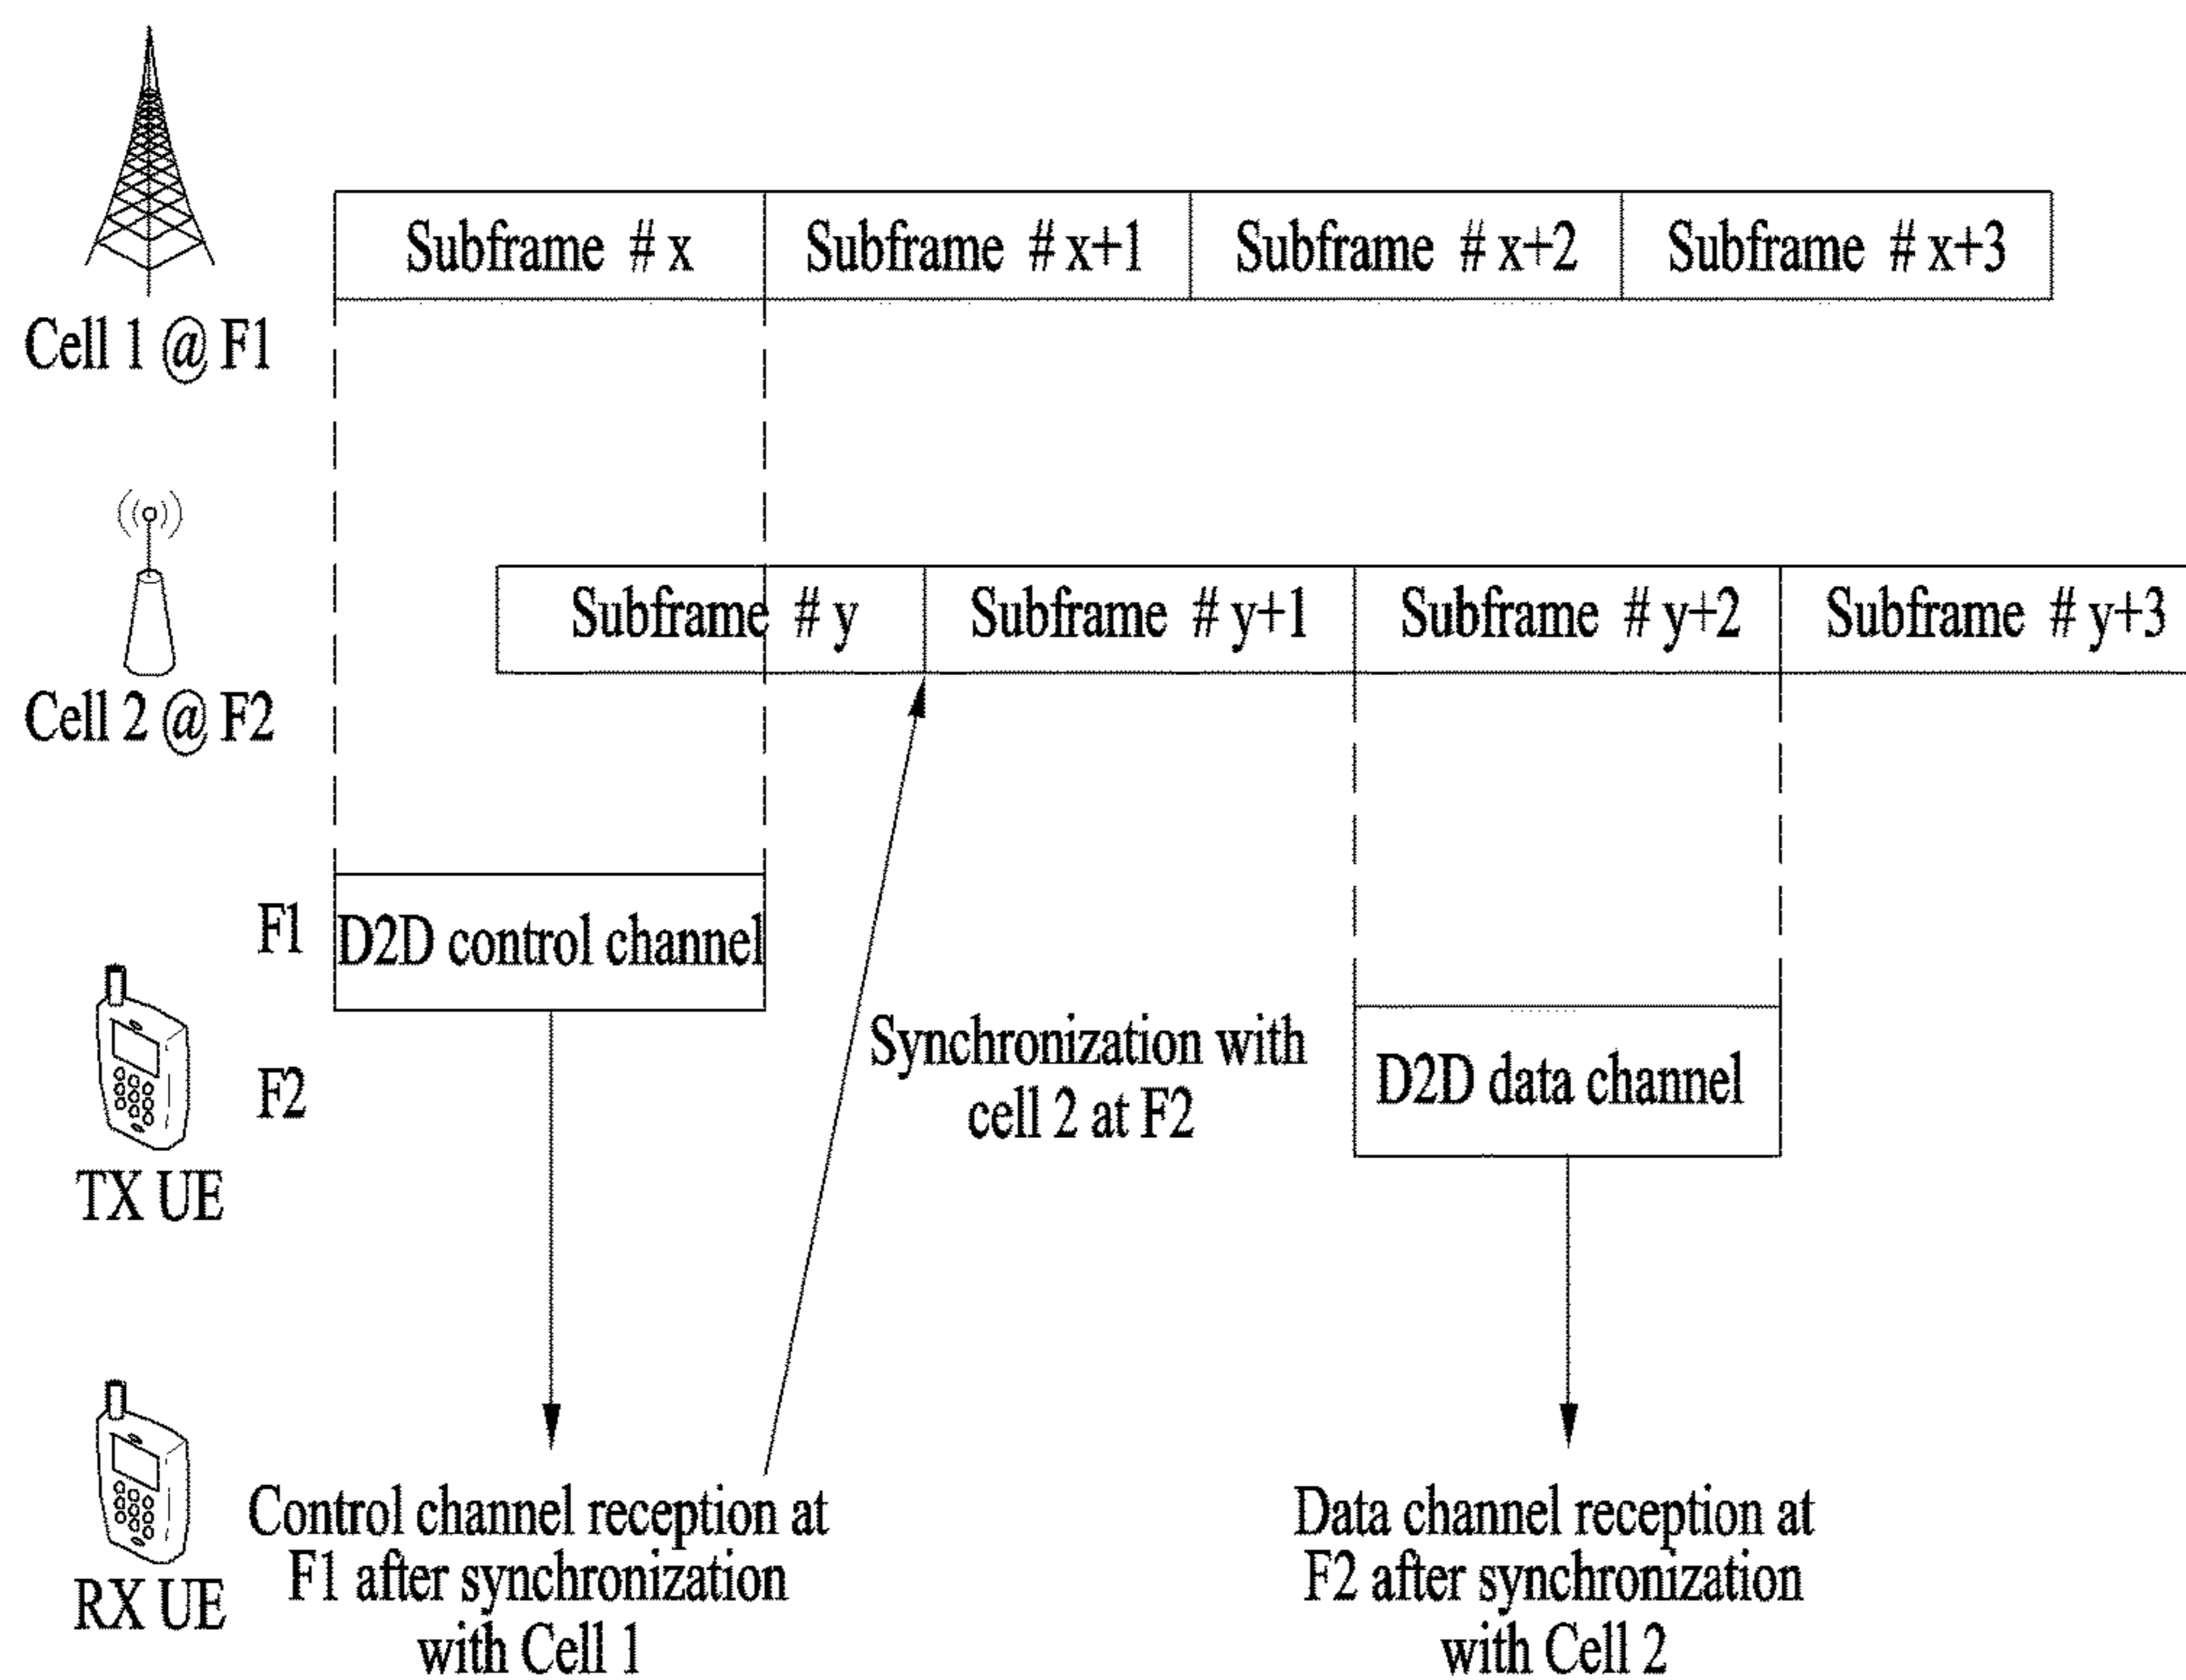 Subframe # x
Subframe # x+1
Subframe # x+2
Subframe # x+3
Cell 1 @ F1
Subframe # y
Subframe # y+1
Subframe # y+2
Subframe # y+3
Cell 2 @ F2
F1
D2D control channel
Synchronization with
cell 2 at F2
F2
D2D data channel
TX UE
Control channel reception at
F1 after synchronization
with Cell 1
Data channel reception at
F2 after synchronization
with Cell 2
RX UE